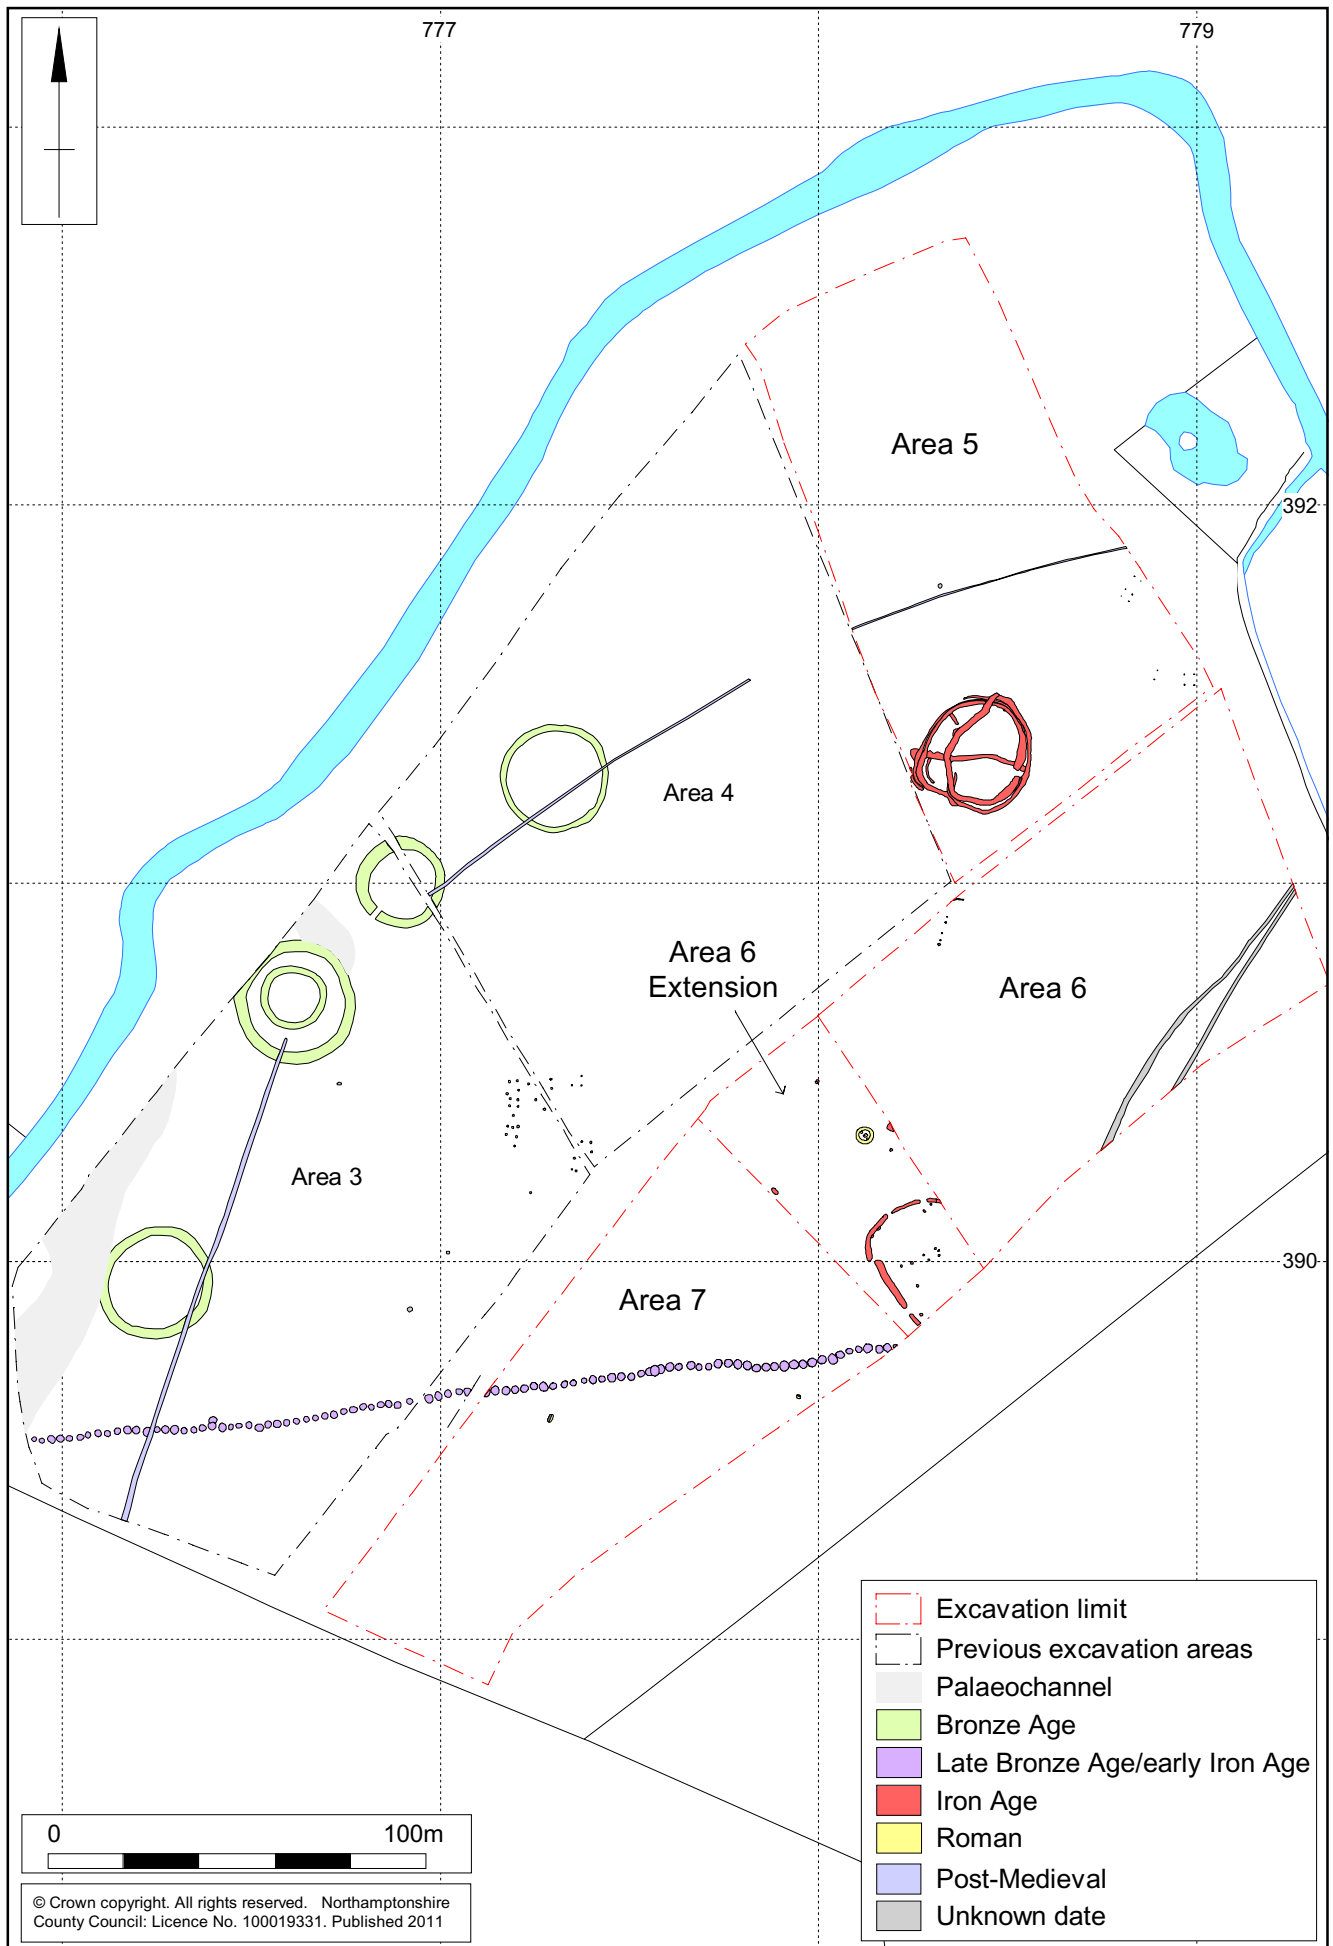 777
779
Area 5
392
Area 4
Area 6
Extension
Area 6
Area 3
390
Area 7
Excavation limit
Previous excavation areas
Palaeochannel
Bronze Age
Late Bronze Age/early Iron Age
Iron Age
Roman
Post-Medieval
Unknown date
0 100m
© Crown copyright. All rights reserved. Northamptonshire
County Council: Licence No. 100019331. Published 2011